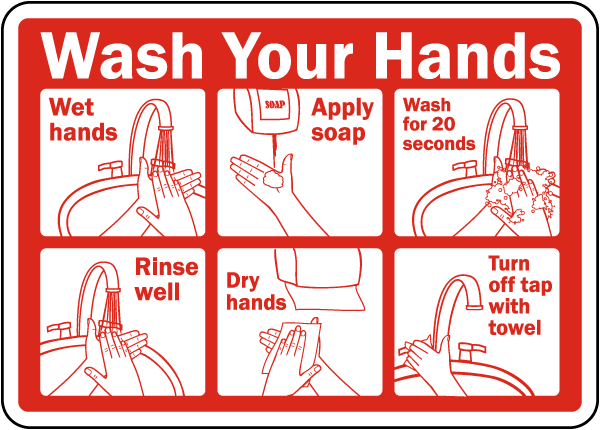 Wash Your Hands
Wet
hands
SOAP
Apply
soap
Wash
for 20
seconds
Rinse
well
Dry
hands
Turn
off tap
with
towel